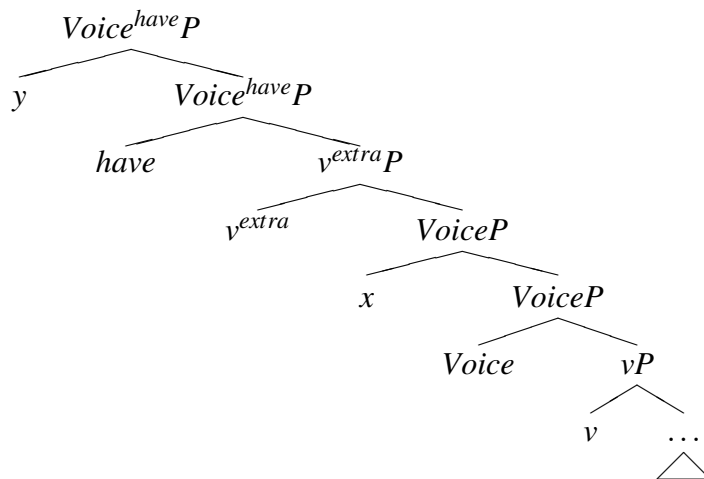 Voice^{have}P
y Voice^{have}P
have v^{extra}P
v^{extra} VoiceP
x VoiceP
Voice vP
v ...